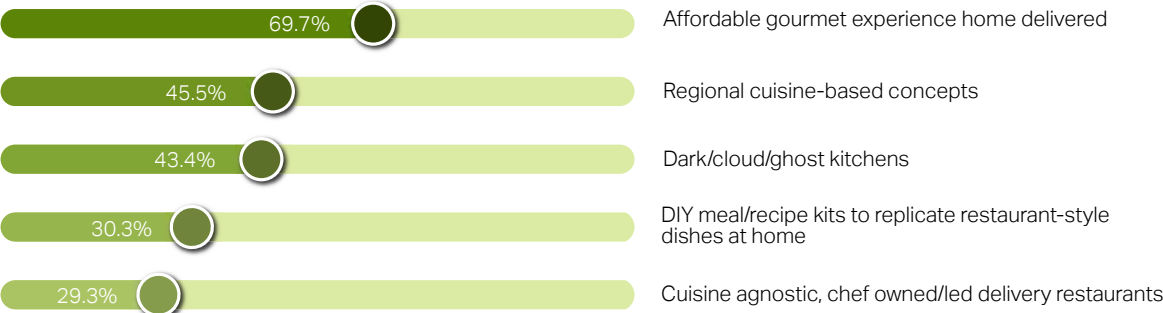 69.7%
Affordable gourmet experience home delivered
45.5%
Regional cuisine-based concepts
43.4%
Dark/cloud/ghost kitchens
30.3%
DIY meal/recipe kits to replicate restaurant-style
dishes at home
29.3%
Cuisine agnostic, chef owned/led delivery restaurants